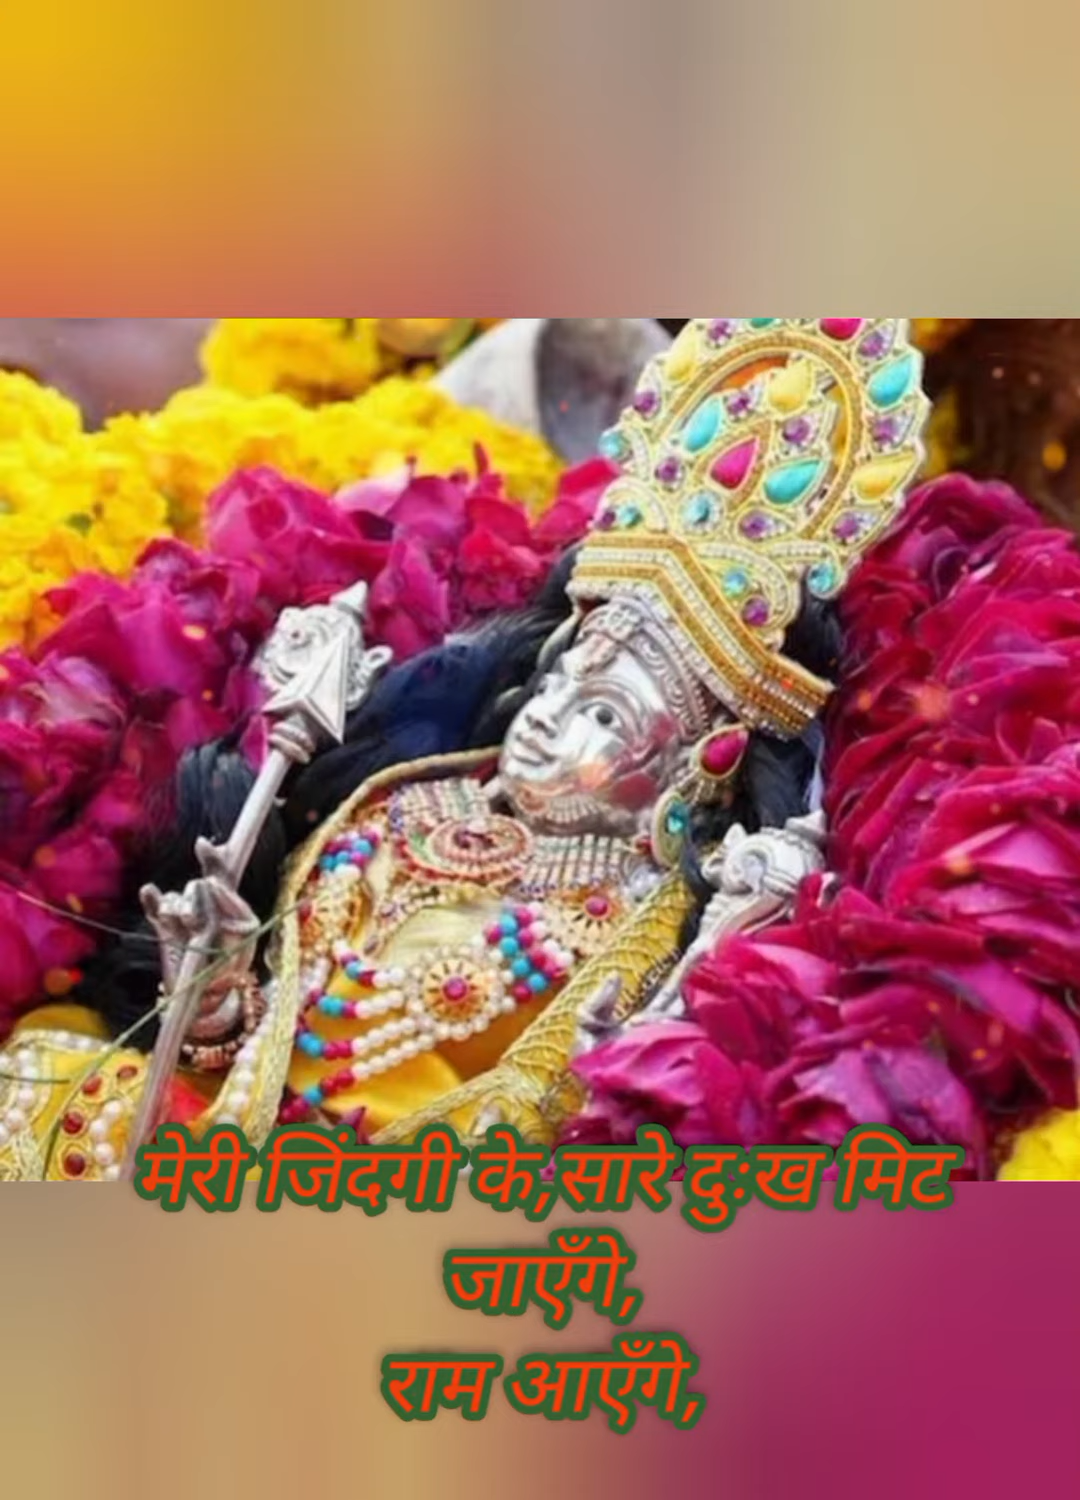 मेरी जिंदगी के,सारे दुःख मिट
जाएँगे,
राम आएँगे,